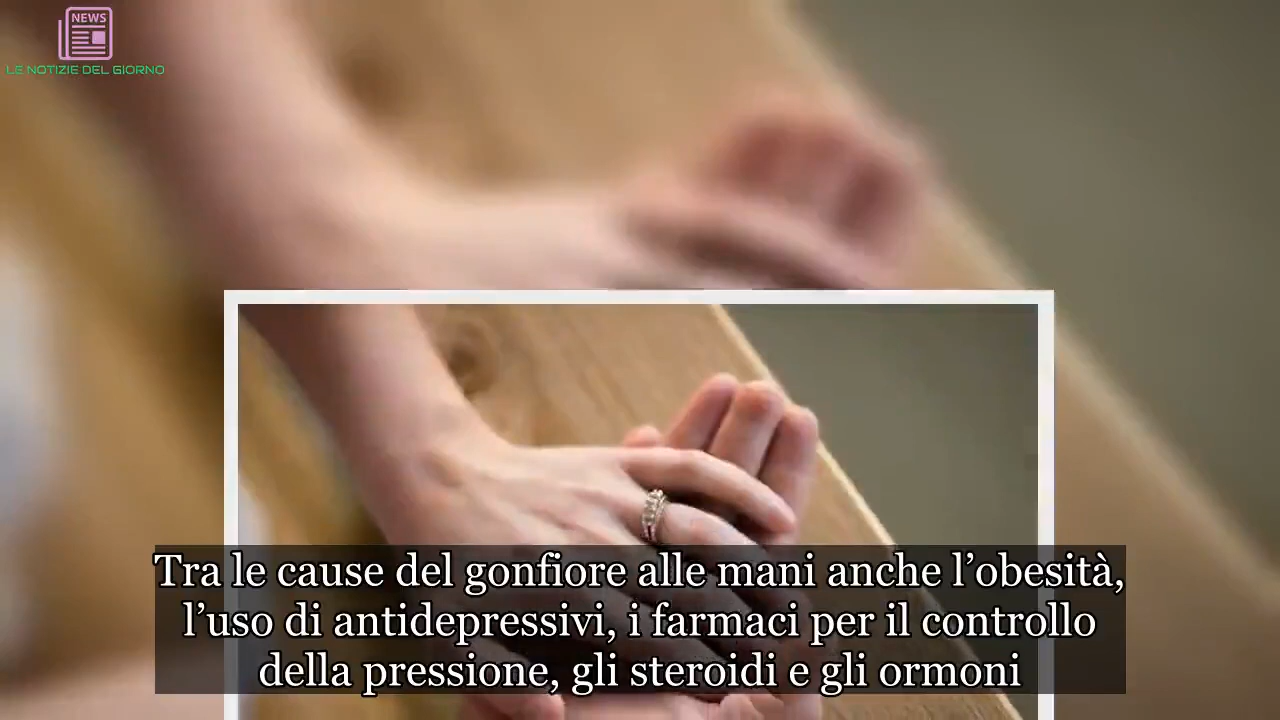 NEWS
LE NOTIZIE DEL GIORNO
Tra le cause del gonfiore alle mani anche l’obesità,
l’uso di antidepressivi, i farmaci per il controllo
della pressione, gli steroidi e gli ormoni